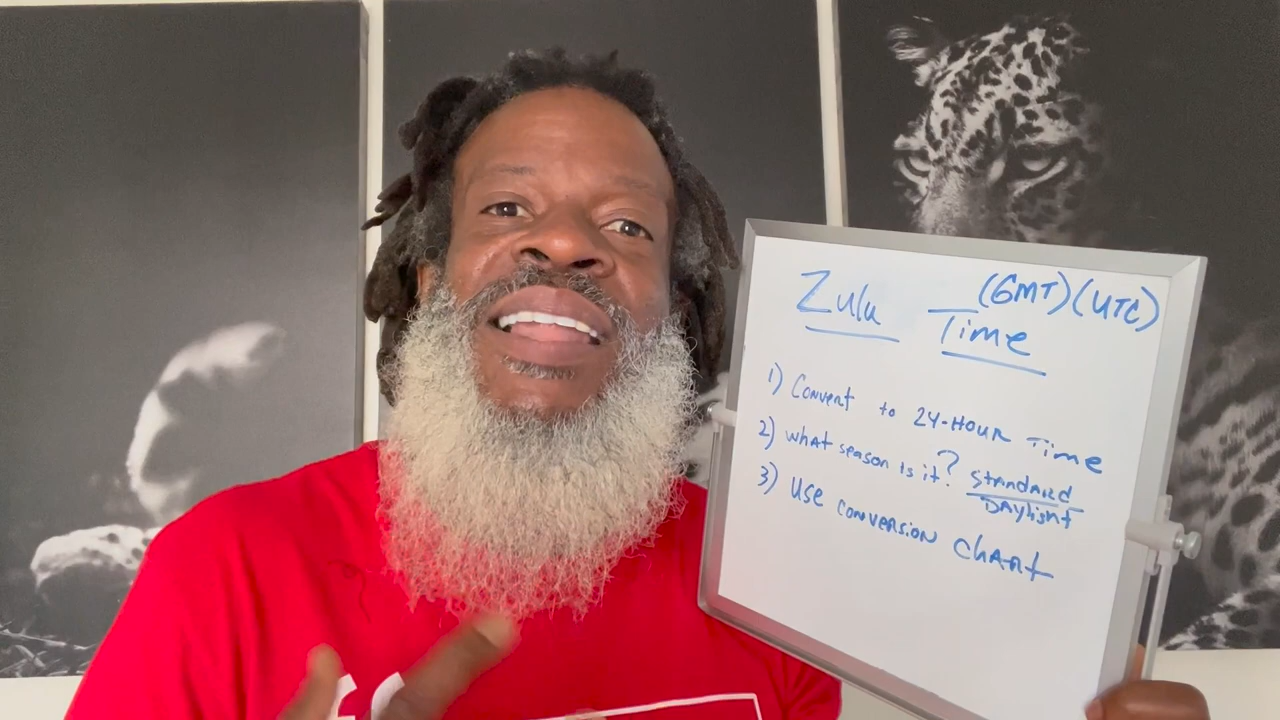 Zulu Time (GMT)(UTC)
1) Convert to 24-HOUR Time
2) what season is it? Standard/Daylight
3) Use conversion chart